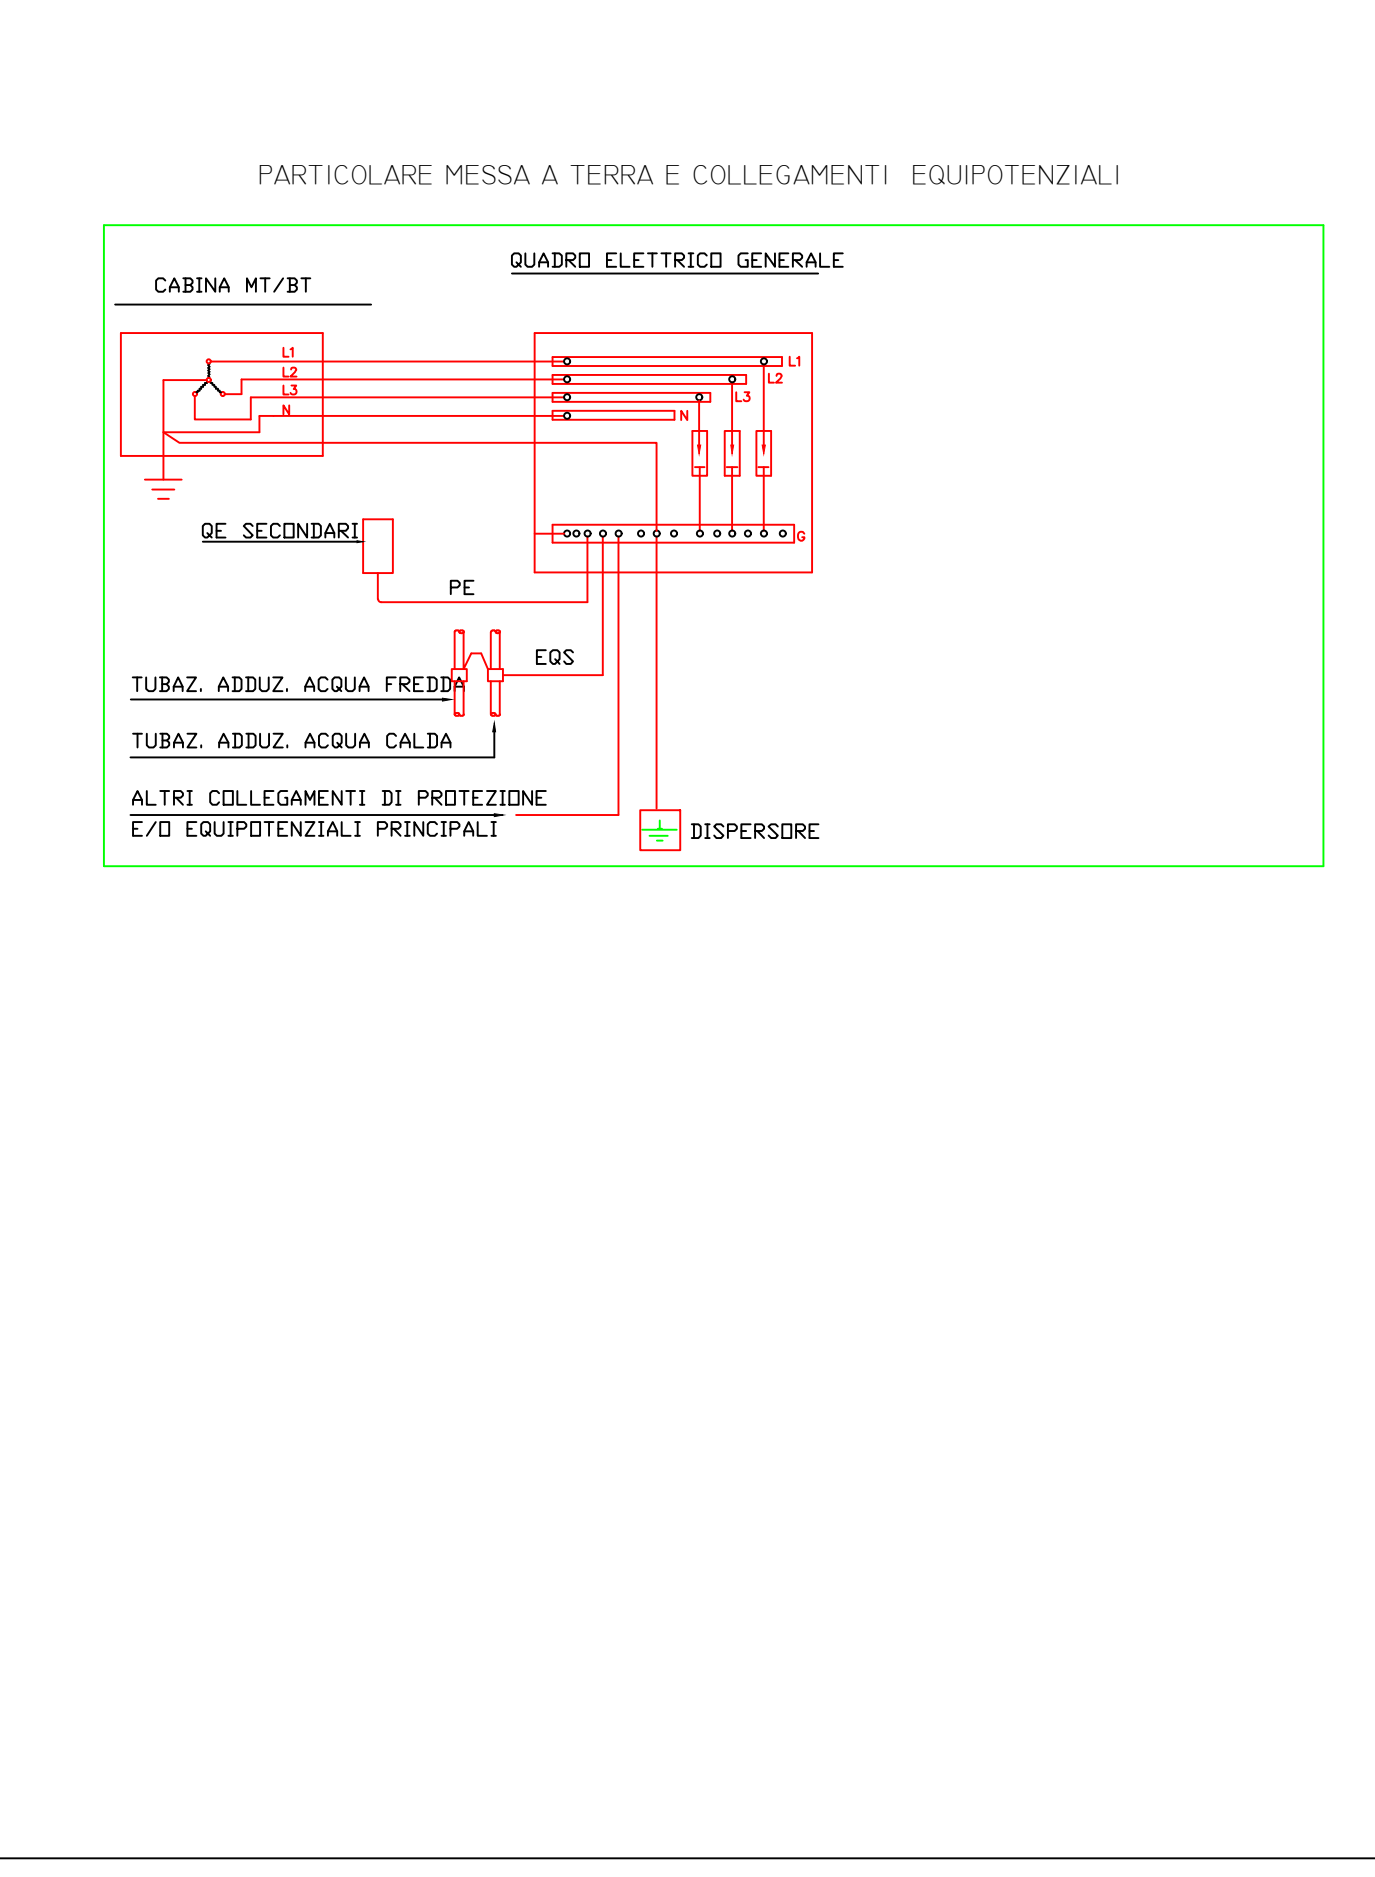 PARTICOLARE MESSA A TERRA E COLLEGAMENTI EQUIPOTENZIALI
QUADRO ELETTRICO GENERALE
CABINA MT/BT
L1
L2
L3
N
L1
L2
L3
N
G
QE SECONDARI
PE
EQS
TUBAZ. ADDUZ. ACQUA FREDDA
TUBAZ. ADDUZ. ACQUA CALDA
ALTRI COLLEGAMENTI DI PROTEZIONE
E/O EQUIPOTENZIALI PRINCIPALI
DISPERSORE